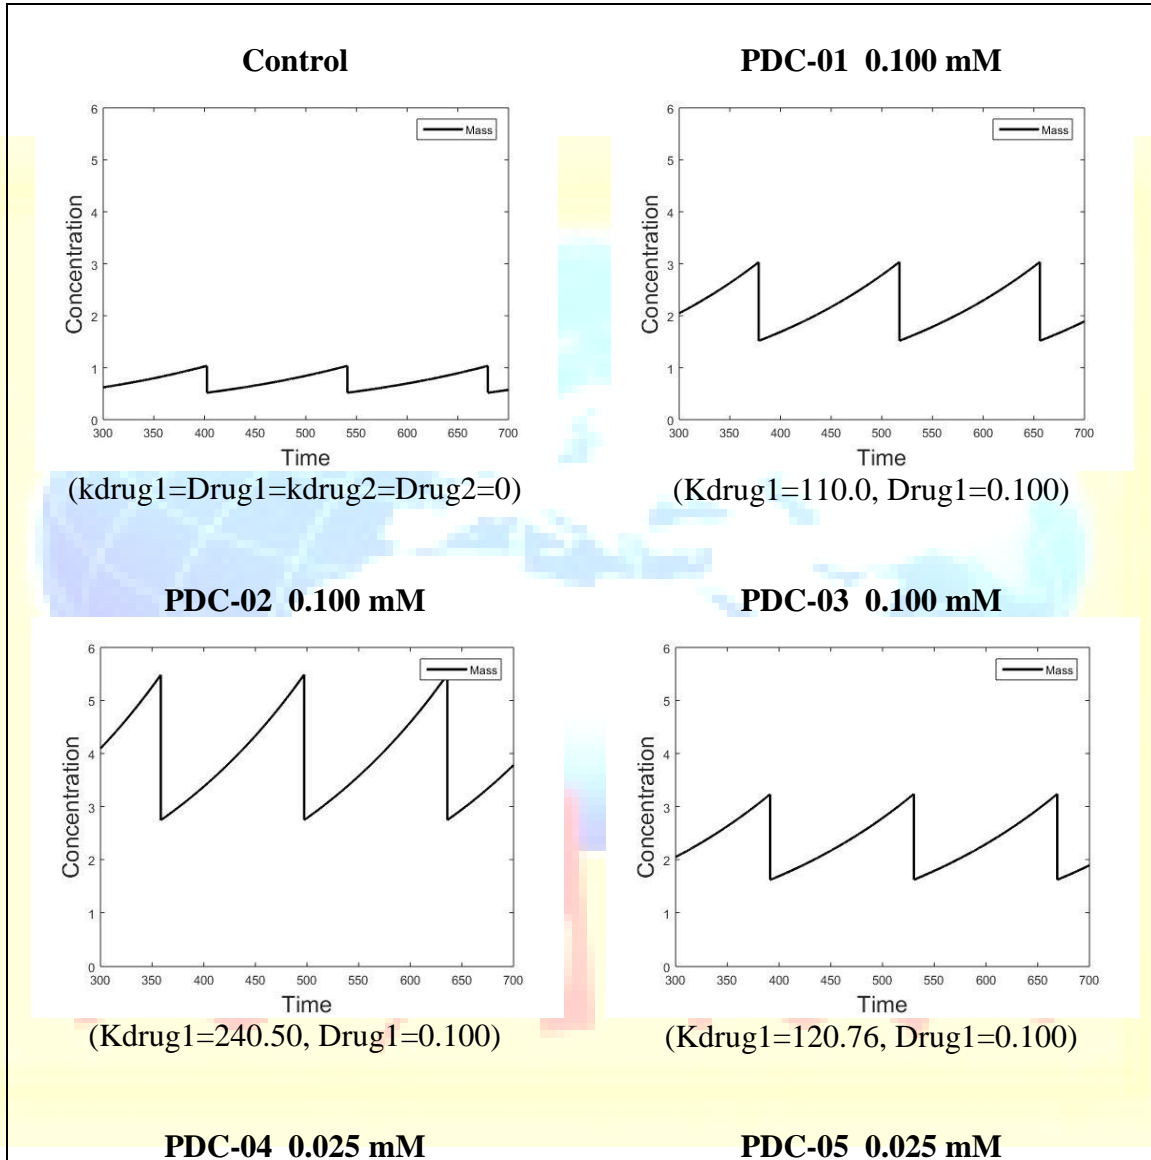 Control
PDC-01 0.100 mM
6
5
4
3
2
1
0
Concentration
Mass
300 350 400 450 500 550 600 650 700
Time
(kdrug1=Drug1=kdrug2=Drug2=0)
6
5
4
3
2
1
0
Concentration
Mass
300 350 400 450 500 550 600 650 700
Time
(Kdrug1=110.0, Drug1=0.100)
PDC-02 0.100 mM
PDC-03 0.100 mM
6
5
4
3
2
1
0
Concentration
Mass
300 350 400 450 500 550 600 650 700
Time
(Kdrug1=240.50, Drug1=0.100)
6
5
4
3
2
1
0
Concentration
Mass
300 350 400 450 500 550 600 650 700
Time
(Kdrug1=120.76, Drug1=0.100)
PDC-04 0.025 mM
PDC-05 0.025 mM